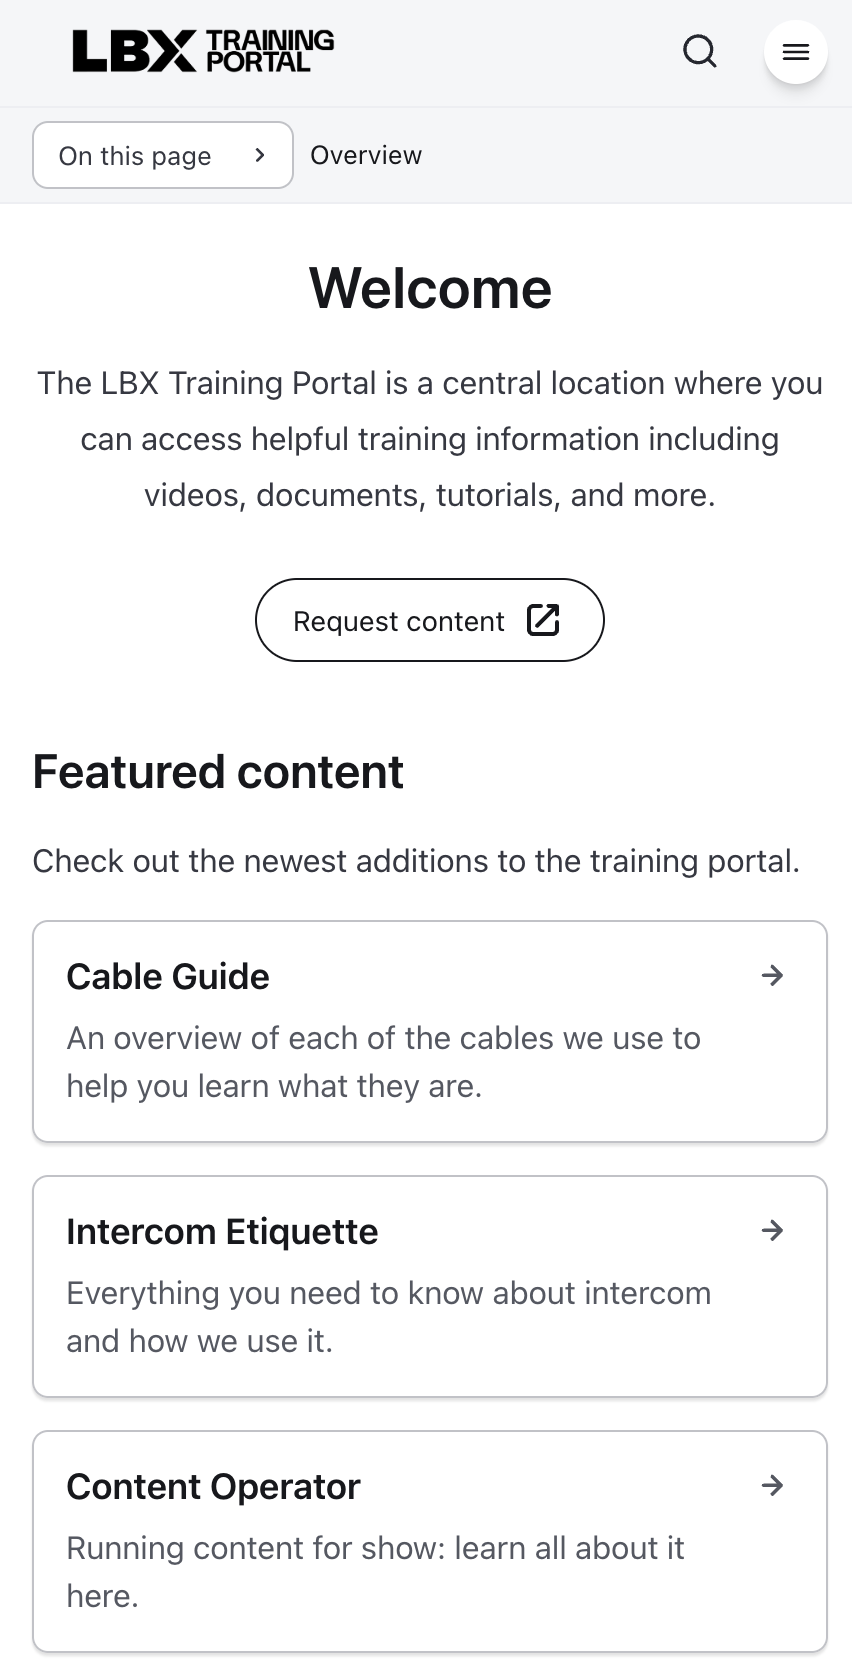 LBX TRAINING
PORTAL
On this page
Overview
Welcome
The LBX Training Portal is a central location where you
can access helpful training information including
videos, documents, tutorials, and more.
Request content
Featured content
Check out the newest additions to the training portal.
Cable Guide
An overview of each of the cables we use to
help you learn what they are.
Intercom Etiquette
Everything you need to know about intercom
and how we use it.
Content Operator
Running content for show: learn all about it
here.